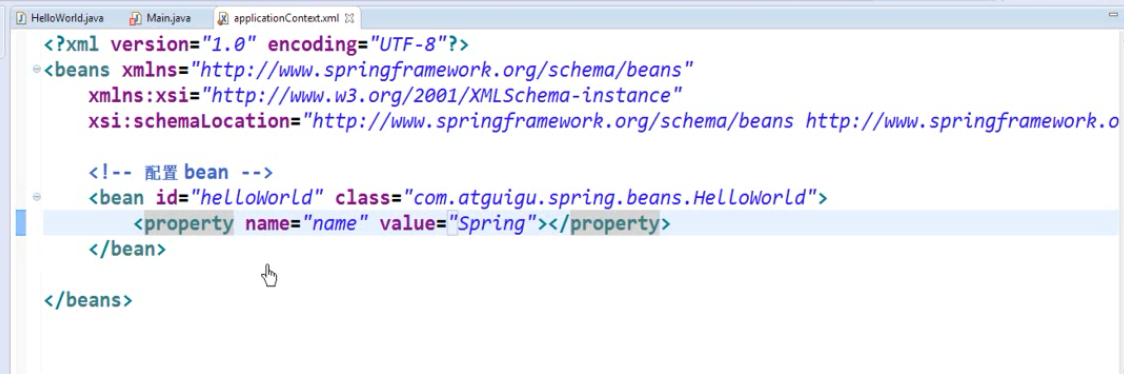 HelloWorld.java Main.java applicationContext.xml
<?xml version="1.0" encoding="UTF-8"?>
<beans xmlns="http://www.springframework.org/schema/beans"
xmlns:xsi="http://www.w3.org/2001/XMLSchema-instance"
xsi:schemaLocation="http://www.springframework.org/schema/beans http://www.springframework.o
<!-- 配置 bean -->
<bean id="helloWorld" class="com.atguigu.spring.beans.HelloWorld">
<property name="name" value="Spring"></property>
</bean>
</beans>